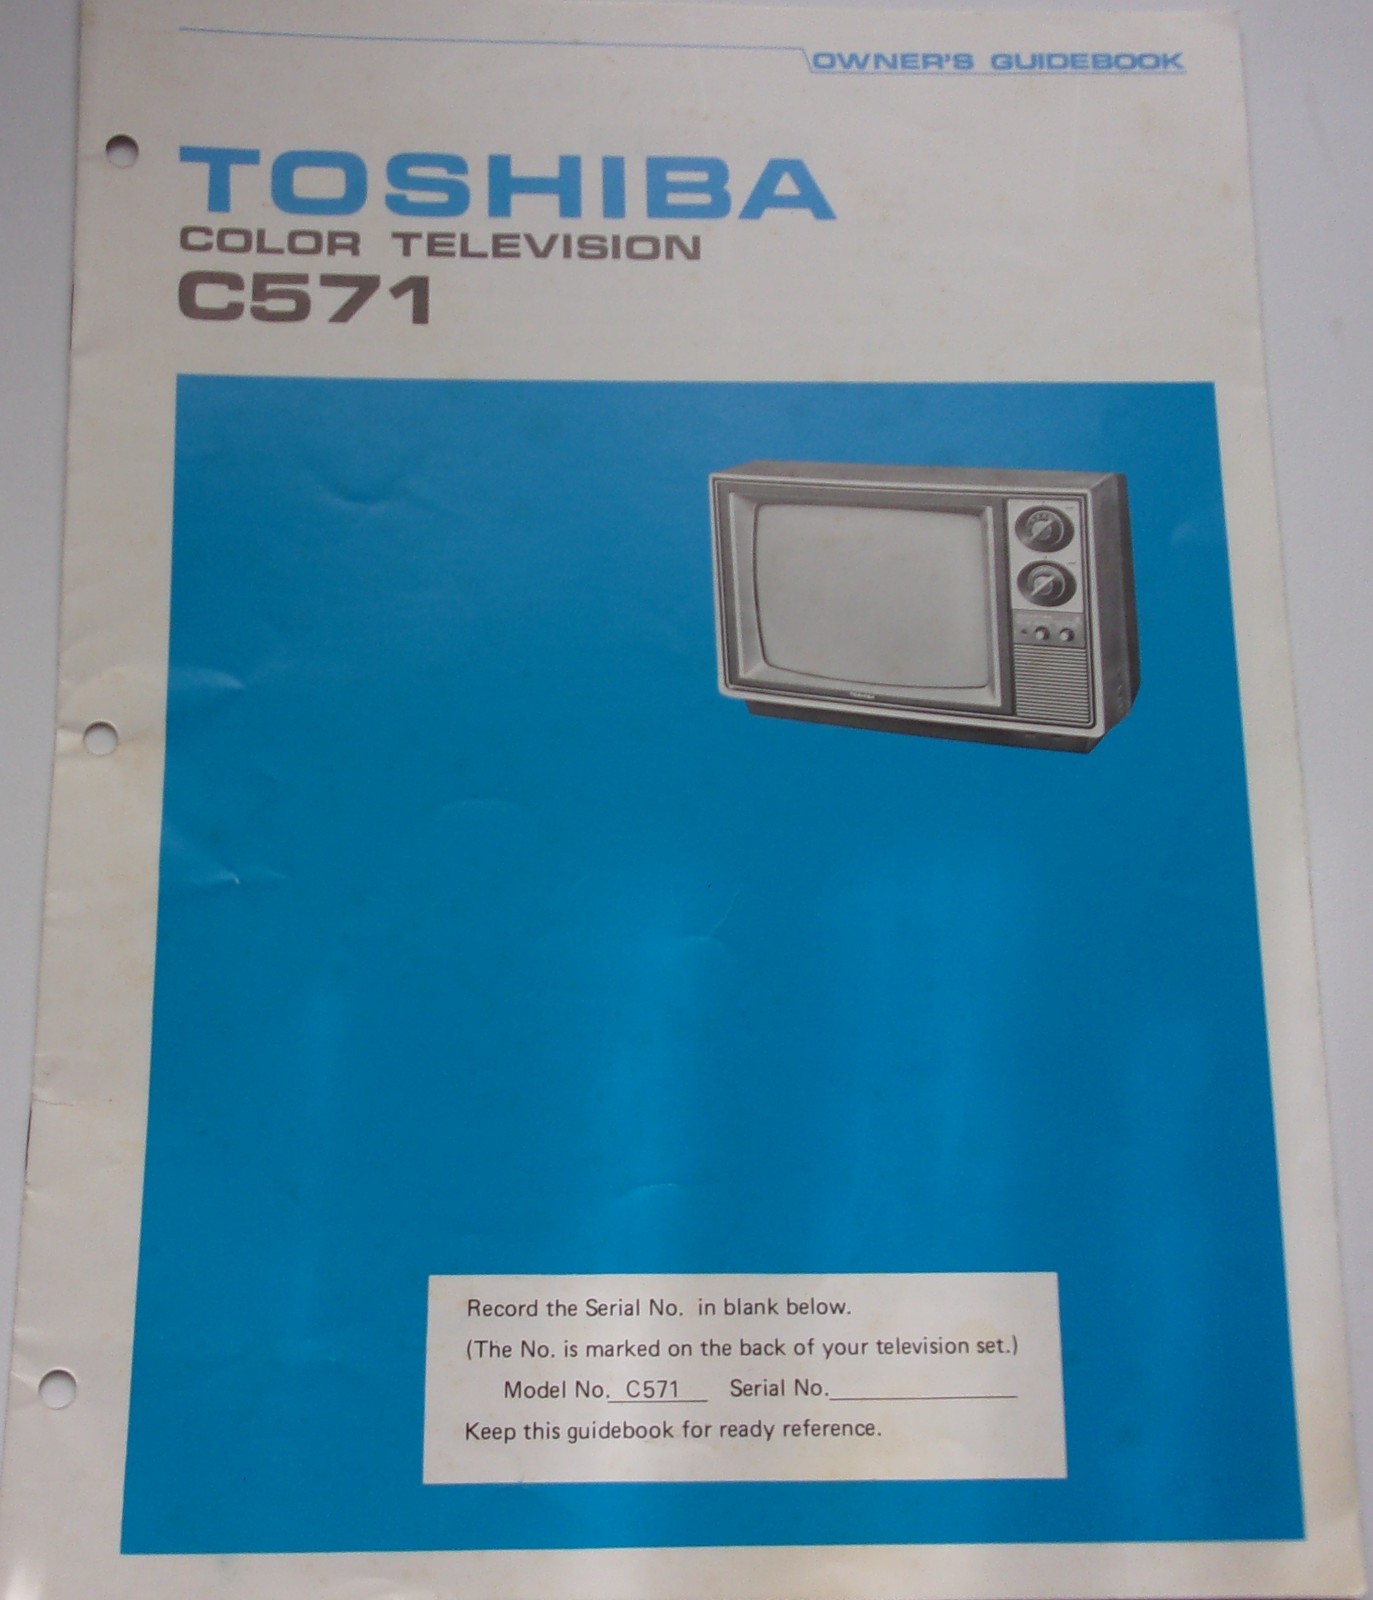 OWNER'S GUIDEBOOK
TOSHIBA
COLOR TELEVISION
C571
TOSHIBA
Record the Serial No. in blank below.
(The No. is marked on the back of your television set.)
Model No. C571 Serial No.
Keep this guidebook for ready reference.